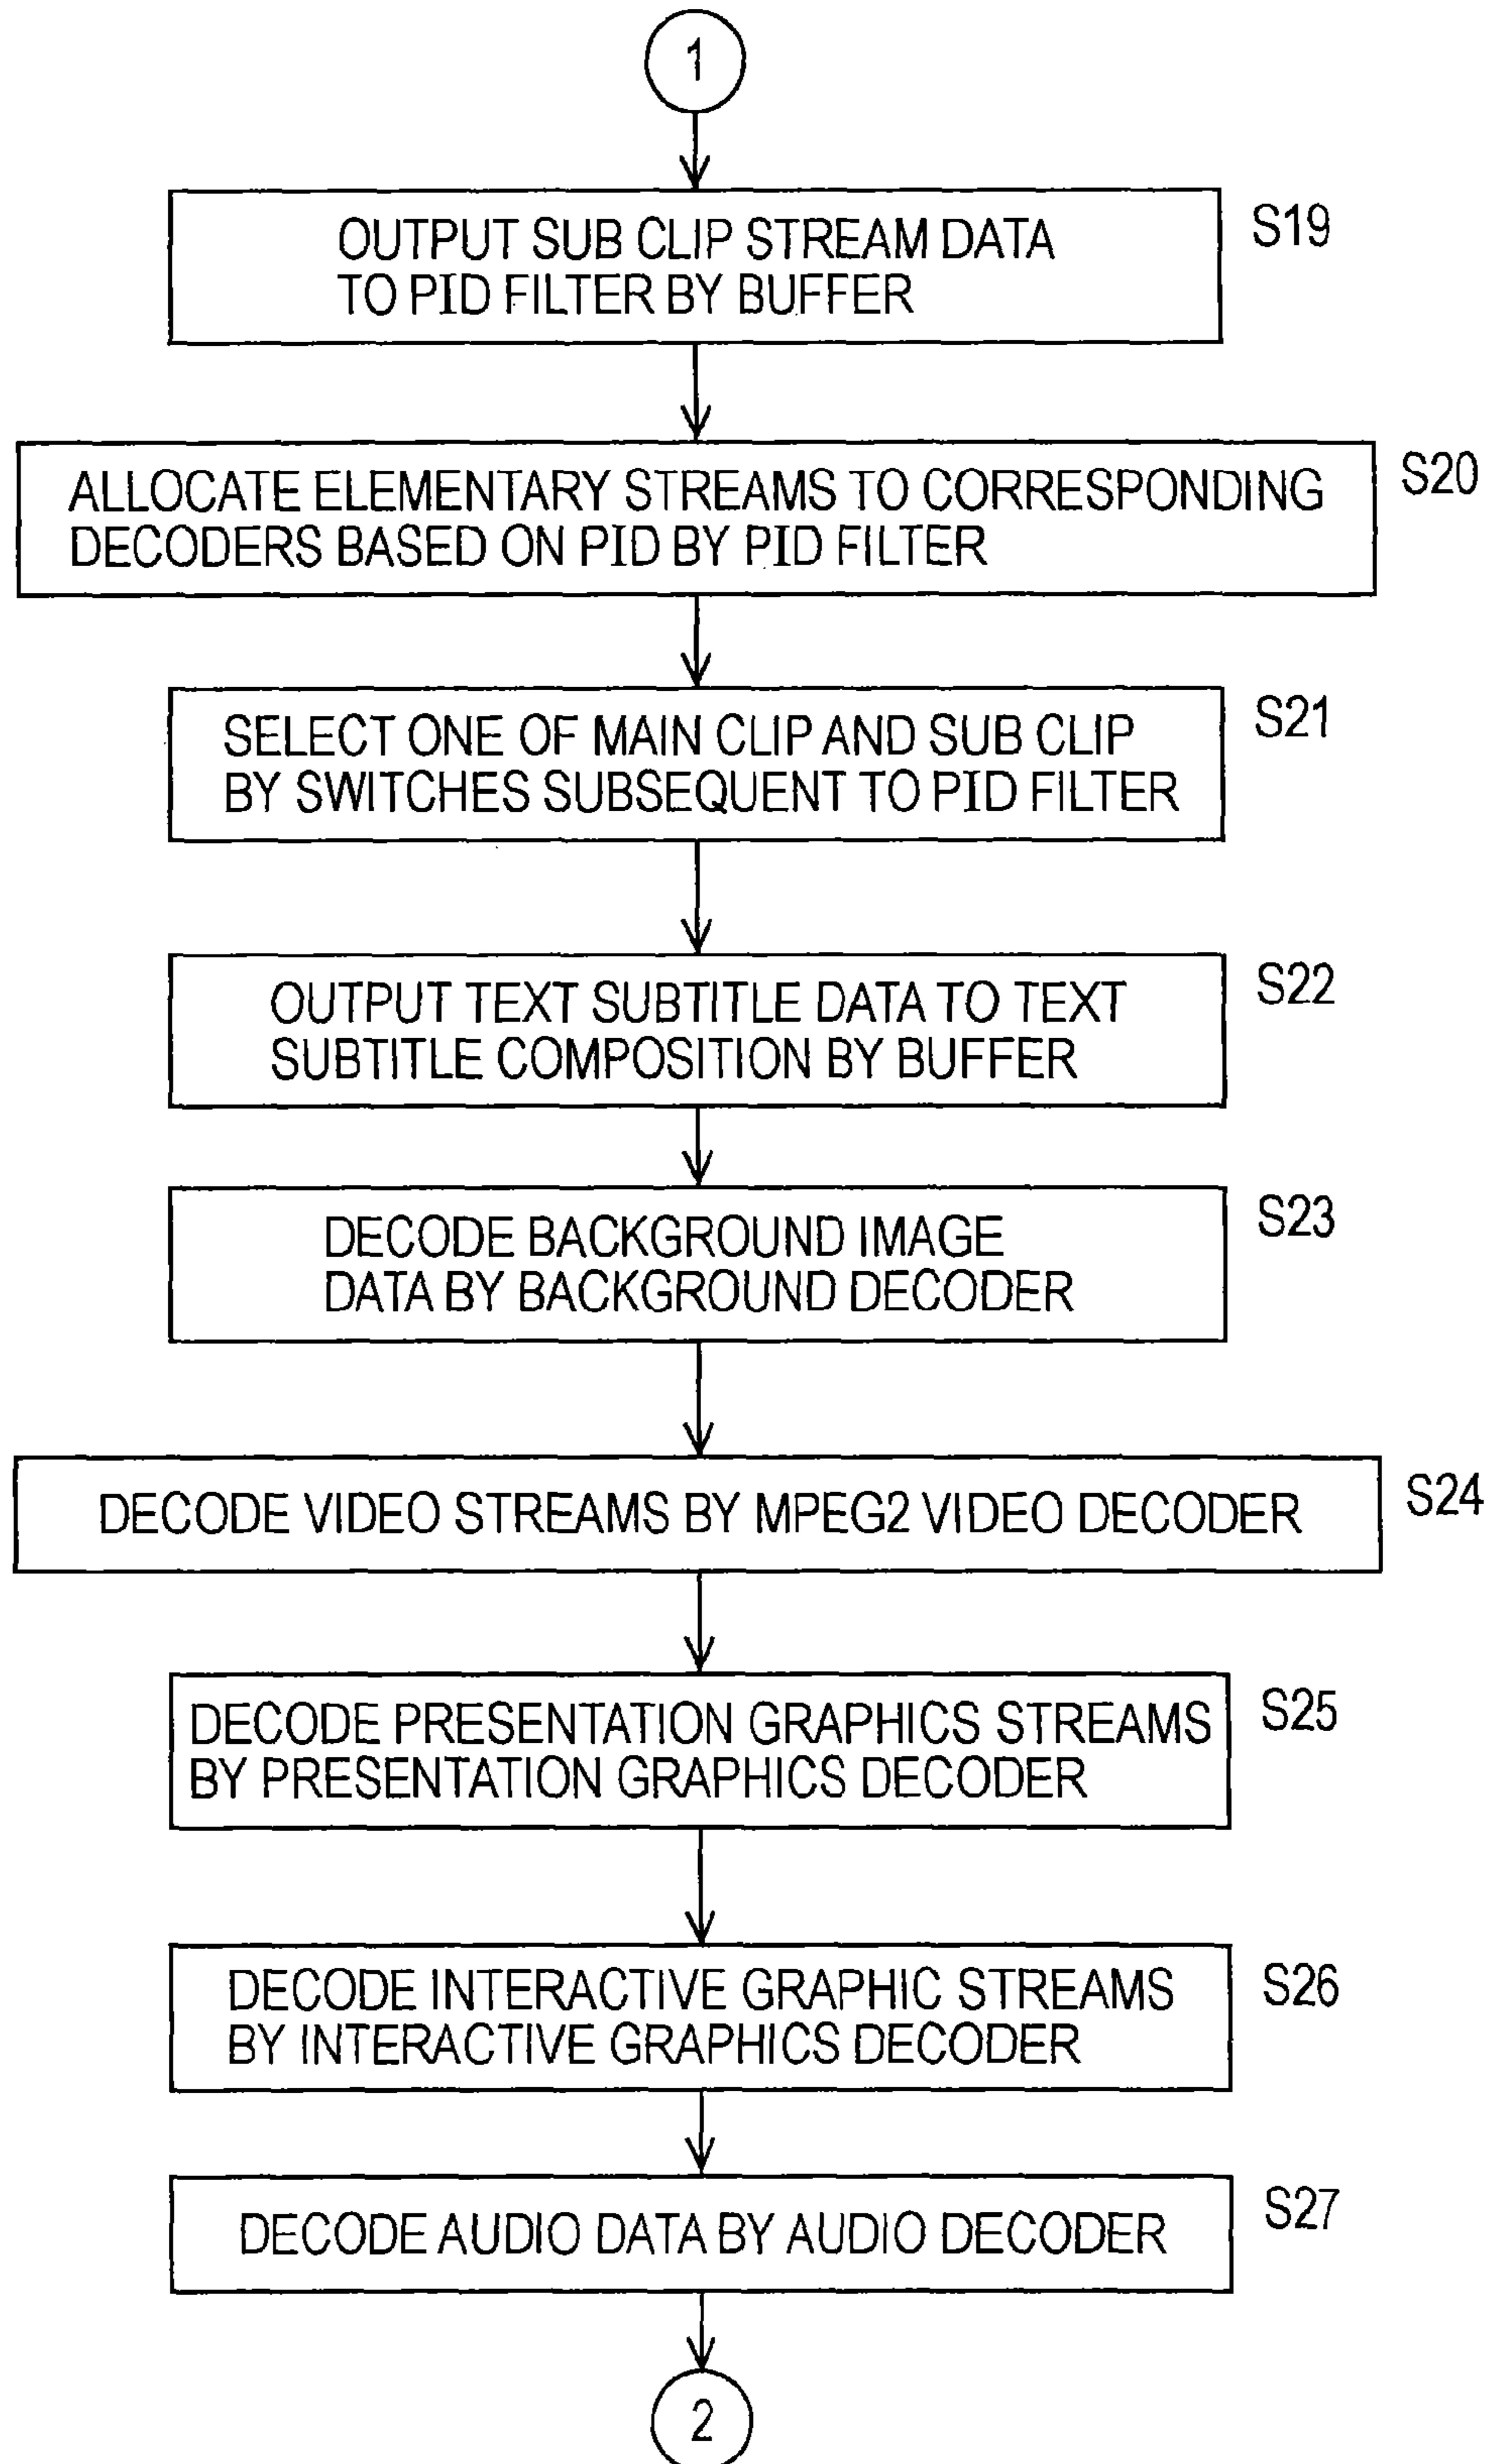 1
OUTPUT SUB CLIP STREAM DATA
TO PID FILTER BY BUFFER
S19
ALLOCATE ELEMENTARY STREAMS TO CORRESPONDING
DECODERS BASED ON PID BY PID FILTER
S20
SELECT ONE OF MAIN CLIP AND SUB CLIP
BY SWITCHES SUBSEQUENT TO PID FILTER
S21
OUTPUT TEXT SUBTITLE DATA TO TEXT
SUBTITLE COMPOSITION BY BUFFER
S22
DECODE BACKGROUND IMAGE
DATA BY BACKGROUND DECODER
S23
DECODE VIDEO STREAMS BY MPEG2 VIDEO DECODER
S24
DECODE PRESENTATION GRAPHICS STREAMS
BY PRESENTATION GRAPHICS DECODER
S25
DECODE INTERACTIVE GRAPHIC STREAMS
BY INTERACTIVE GRAPHICS DECODER
S26
DECODE AUDIO DATA BY AUDIO DECODER
S27
2